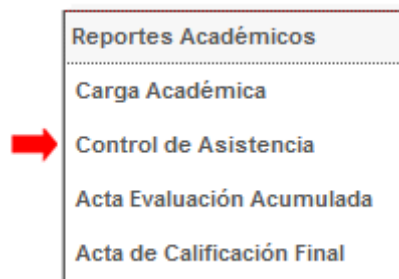 Reportes Académicos
Carga Académica
Control de Asistencia
Acta Evaluación Acumulada
Acta de Calificación Final